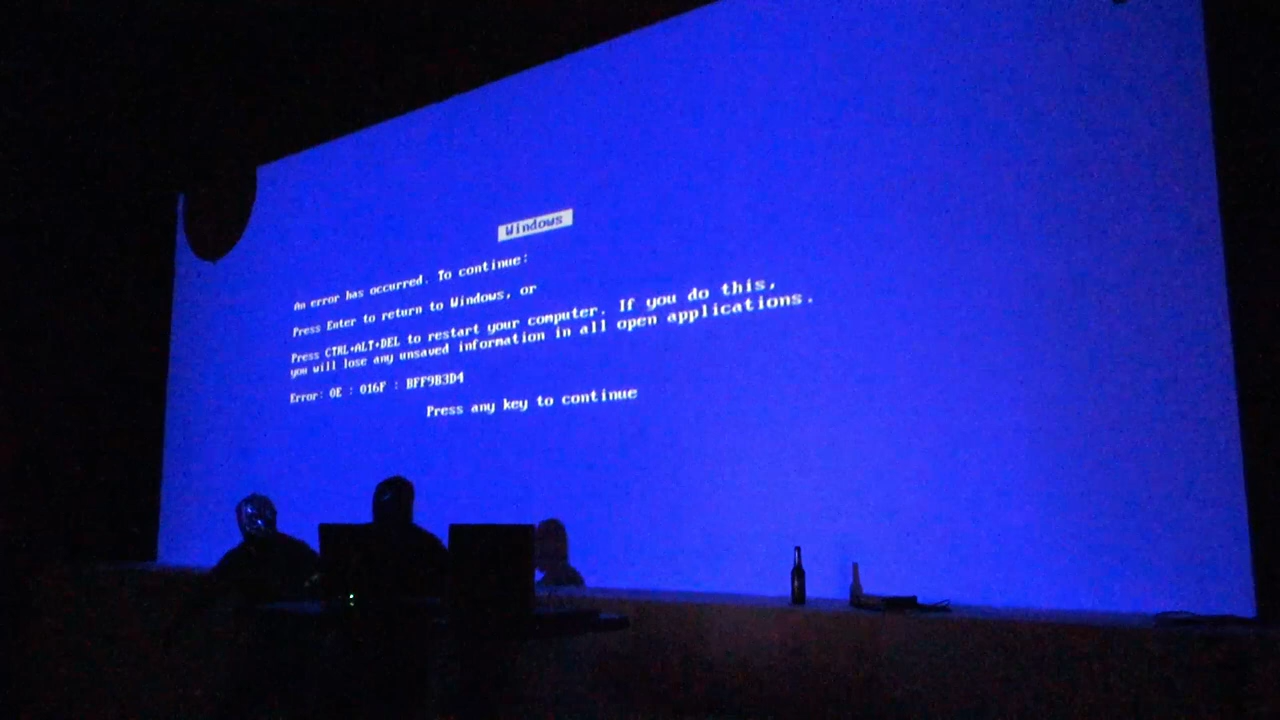 Windows
An error has occurred. To continue:
Press Enter to return to Windows, or
Press CTRL+ALT+DEL to restart your computer. If you do this,
you will lose any unsaved information in all open applications.
Error: 0E : 016F : BFF9B3D4
Press any key to continue